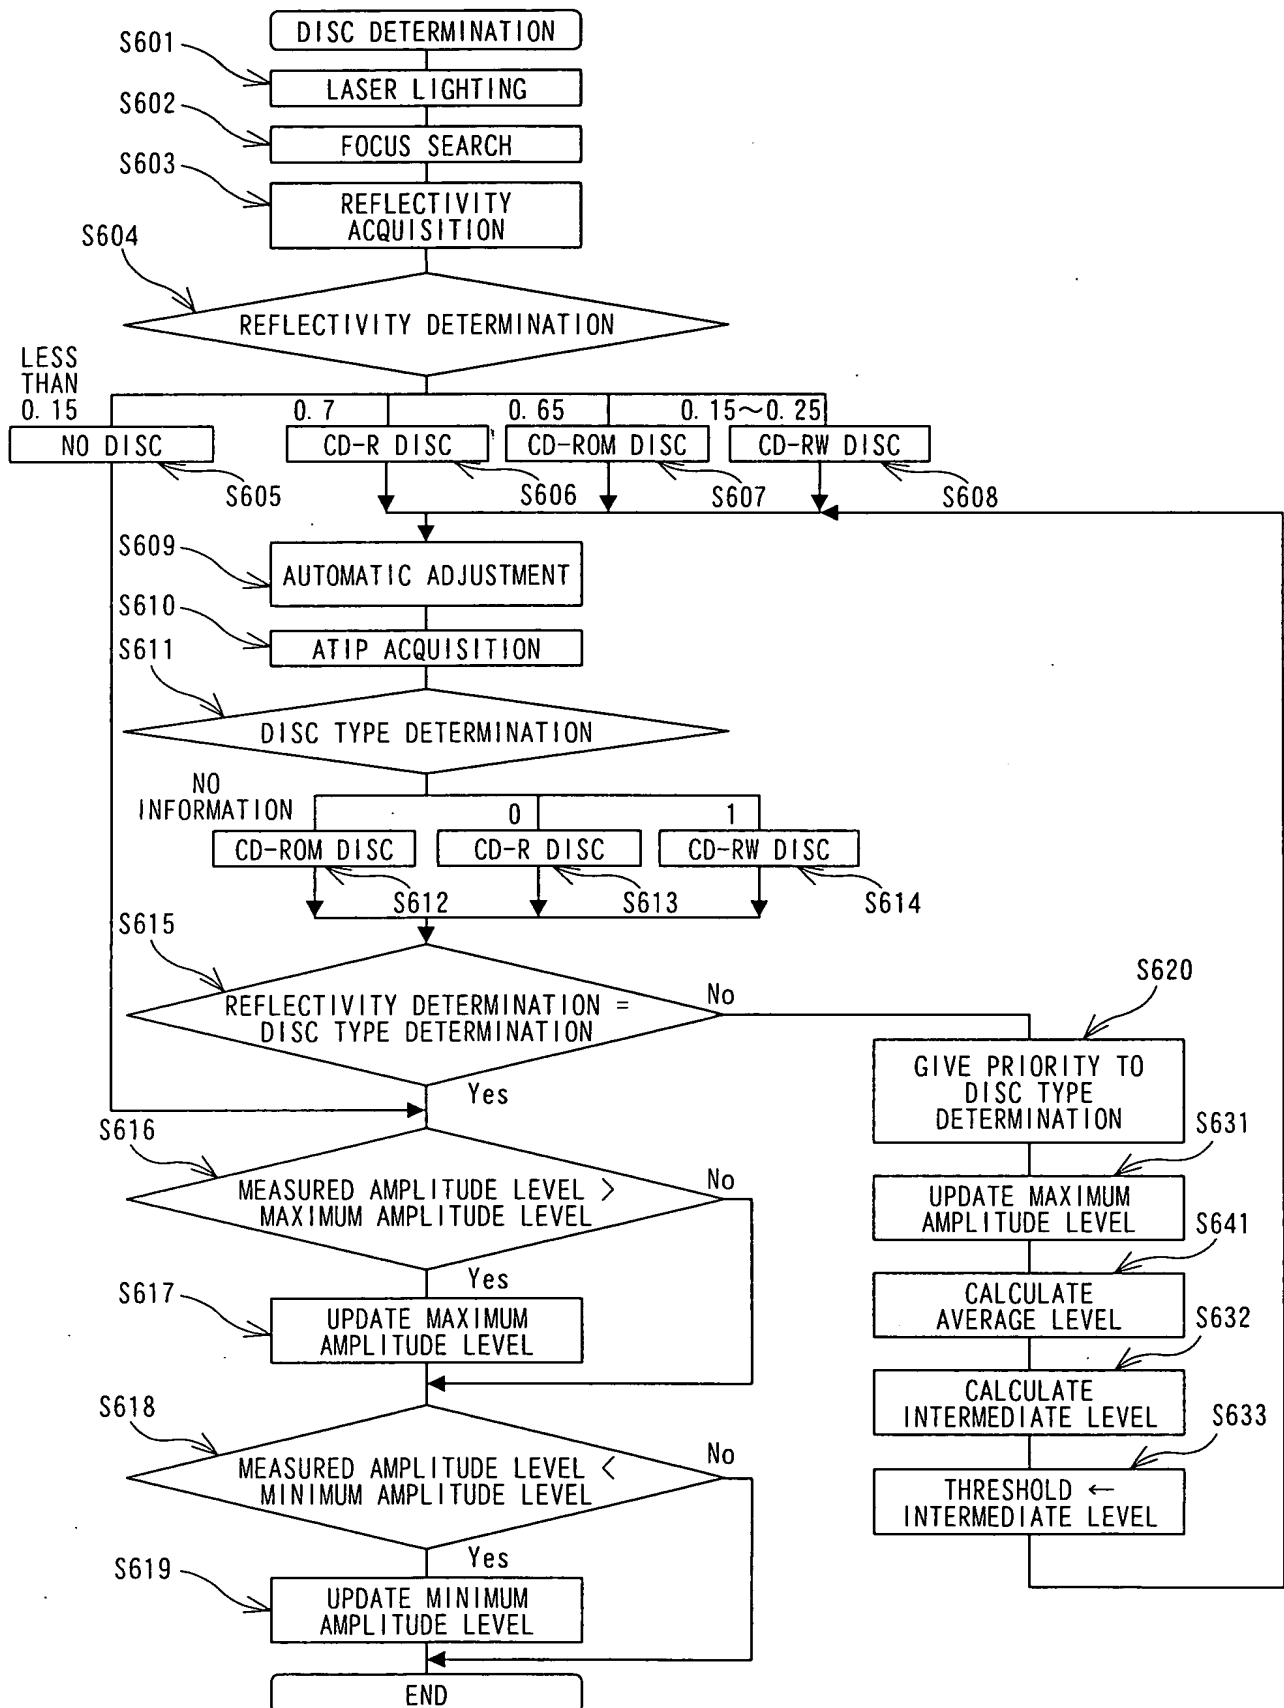 DISC DETERMINATION
S601
LASER LIGHTING
S602
FOCUS SEARCH
S603
REFLECTIVITY
ACQUISITION
S604
REFLECTIVITY DETERMINATION
LESS
THAN
0.15
0.7
0.65
0.15~0.25
NO DISC
CD-R DISC
CD-ROM DISC
CD-RW DISC
S605
S606
S607
S608
S609
AUTOMATIC ADJUSTMENT
S610
ATIP ACQUISITION
S611
DISC TYPE DETERMINATION
NO
INFORMATION
0
1
CD-ROM DISC
CD-R DISC
CD-RW DISC
S612
S613
S614
S615
REFLECTIVITY DETERMINATION =
DISC TYPE DETERMINATION
No
Yes
S620
GIVE PRIORITY TO
DISC TYPE
DETERMINATION
S616
MEASURED AMPLITUDE LEVEL >
MAXIMUM AMPLITUDE LEVEL
No
Yes
S631
UPDATE MAXIMUM
AMPLITUDE LEVEL
S617
UPDATE MAXIMUM
AMPLITUDE LEVEL
S641
CALCULATE
AVERAGE LEVEL
S632
CALCULATE
INTERMEDIATE LEVEL
S618
MEASURED AMPLITUDE LEVEL <
MINIMUM AMPLITUDE LEVEL
No
Yes
S633
THRESHOLD ←
INTERMEDIATE LEVEL
S619
UPDATE MINIMUM
AMPLITUDE LEVEL
END